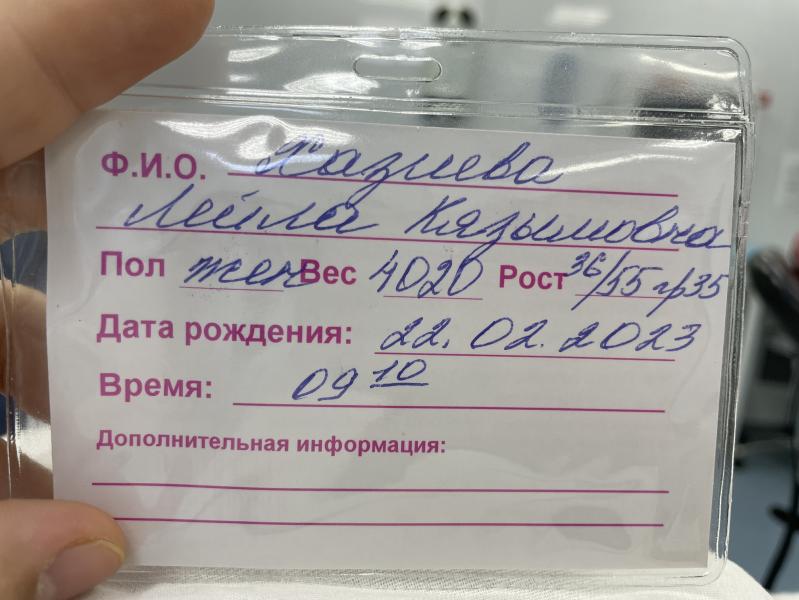 Ф.И.О. Хазиева
Лейла Кязымовна
Пол жен Вес 4020 Рост 36/55 гр35
Дата рождения: 22.02.2023
Время: 09 10
Дополнительная информация: